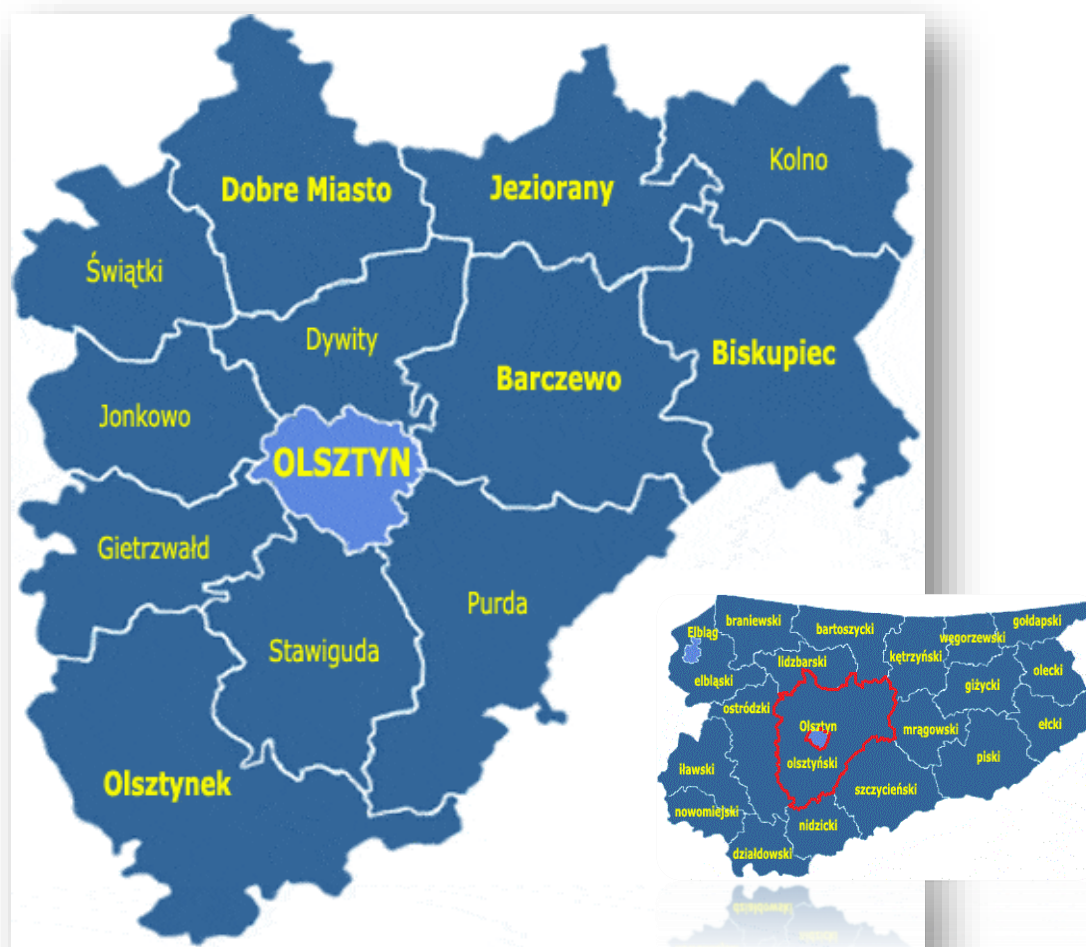 Kolno
Dobre Miasto
Jeziorany
Świątki
Dywity
Biskupiec
Barczewo
Jonkowo
OLSZTYN
Gietrzwałd
Purda
Stawiguda
Olsztynek
braniewski
gołdapski
Elbląg
bartoszycki
węgorzewski
kętrzyński
lidzbarski
olecki
elbląski
giżycki
ostródzki
Olsztyn
mrągowski
ełcki
piski
olsztyński
iławski
szczycieński
nowomiejski
nidzicki
działdowski